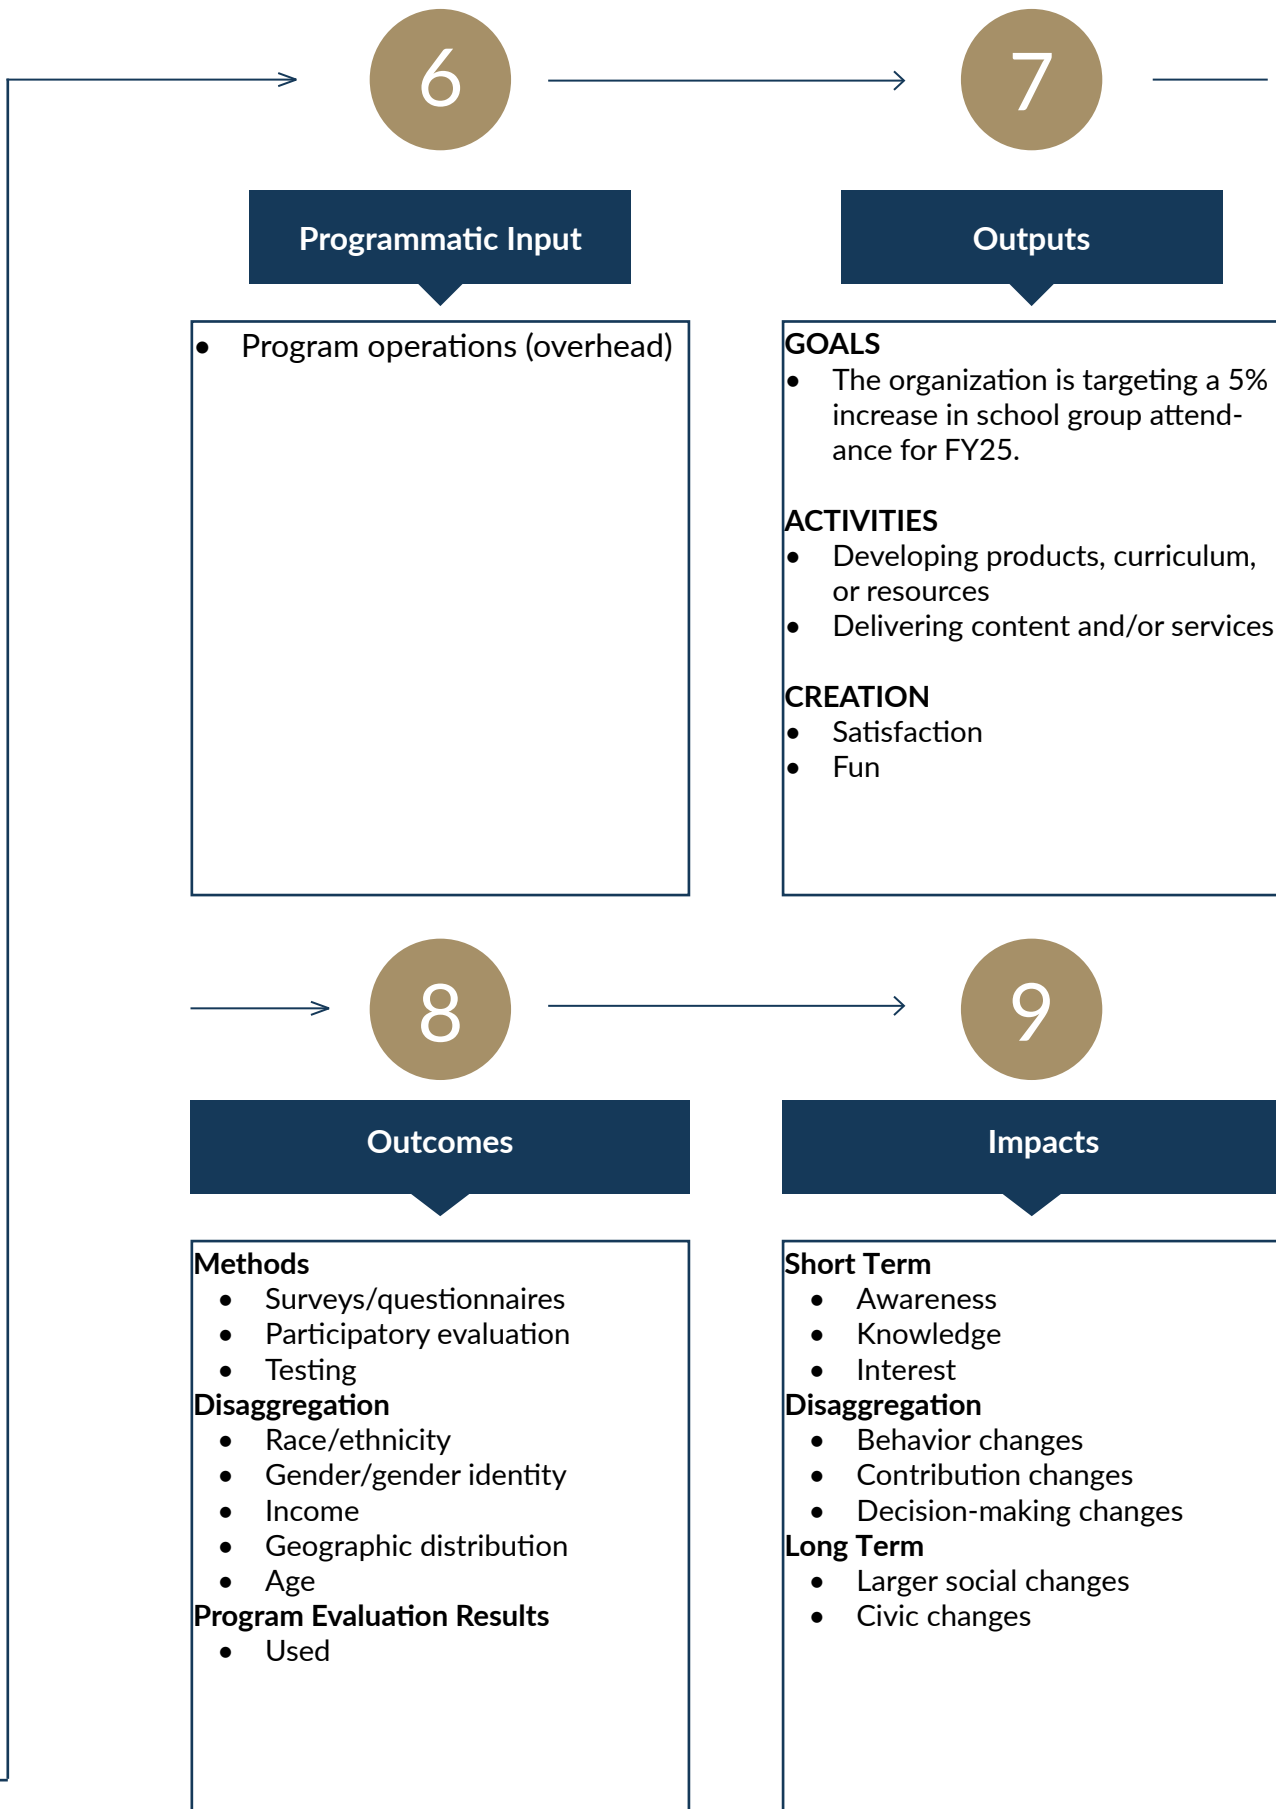 6
7
Programmatic Input
Outputs
• Program operations (overhead)
GOALS
• The organization is targeting a 5%
increase in school group attend-
ance for FY25.
ACTIVITIES
• Developing products, curriculum,
or resources
• Delivering content and/or services
CREATION
• Satisfaction
• Fun
8
9
Outcomes
Impacts
Methods
• Surveys/questionnaires
• Participatory evaluation
• Testing
Disaggregation
• Race/ethnicity
• Gender/gender identity
• Income
• Geographic distribution
• Age
Program Evaluation Results
• Used
Short Term
• Awareness
• Knowledge
• Interest
Disaggregation
• Behavior changes
• Contribution changes
• Decision-making changes
Long Term
• Larger social changes
• Civic changes